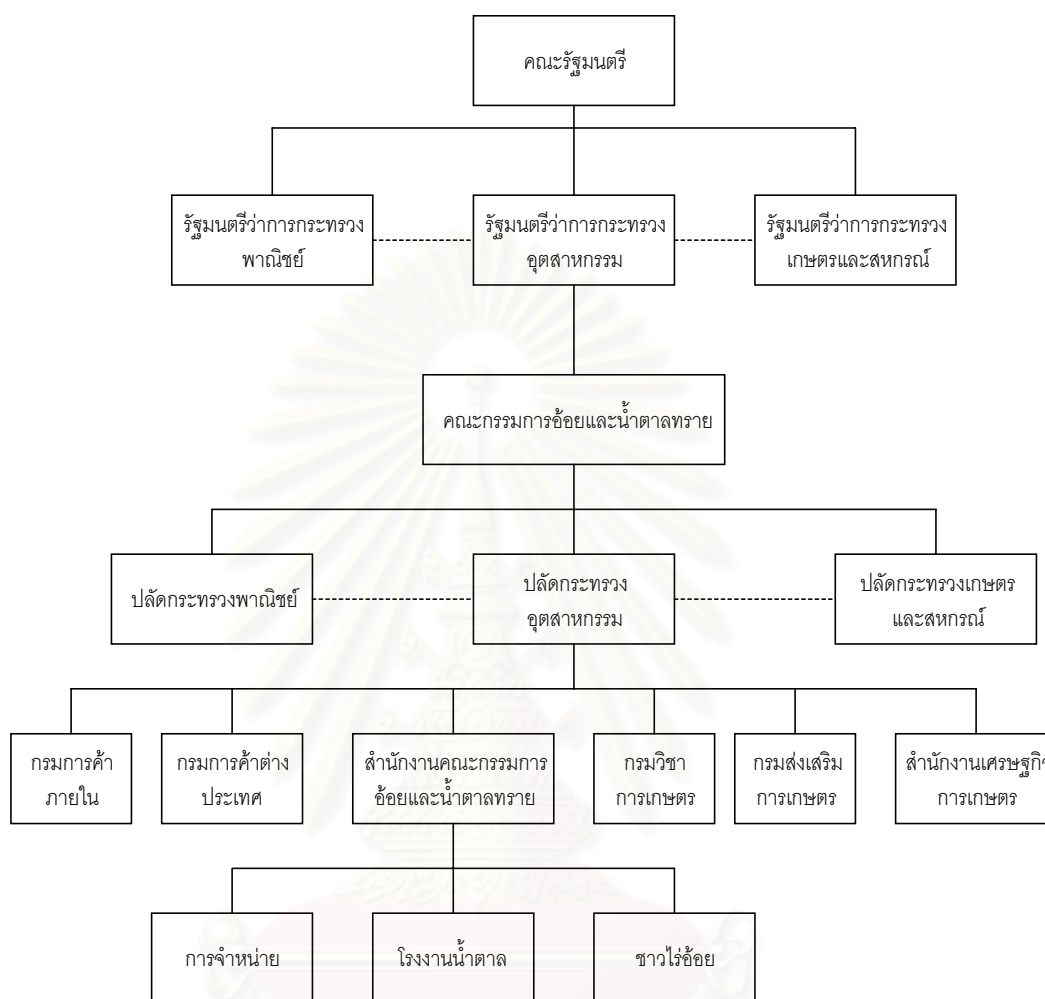 คณะรัฐมนตรี
รัฐมนตรีว่าการกระทรวง
พาณิชย์
รัฐมนตรีว่าการกระทรวง
อุตสาหกรรม
รัฐมนตรีว่าการกระทรวง
เกษตรและสหกรณ์
คณะกรรมการอ้อยและน้ำตาลทราย
ปลัดกระทรวงพาณิชย์
ปลัดกระทรวง
อุตสาหกรรม
ปลัดกระทรวงเกษตร
และสหกรณ์
กรมการค้า
ภายใน
กรมการค้าต่าง
ประเทศ
สำนักงานคณะกรรมการ
อ้อยและน้ำตาลทราย
กรมวิชา
การเกษตร
กรมส่งเสริม
การเกษตร
สำนักงานเศรษฐกิจ
การเกษตร
การจำหน่าย
โรงงานน้ำตาล
ชาวไร่อ้อย